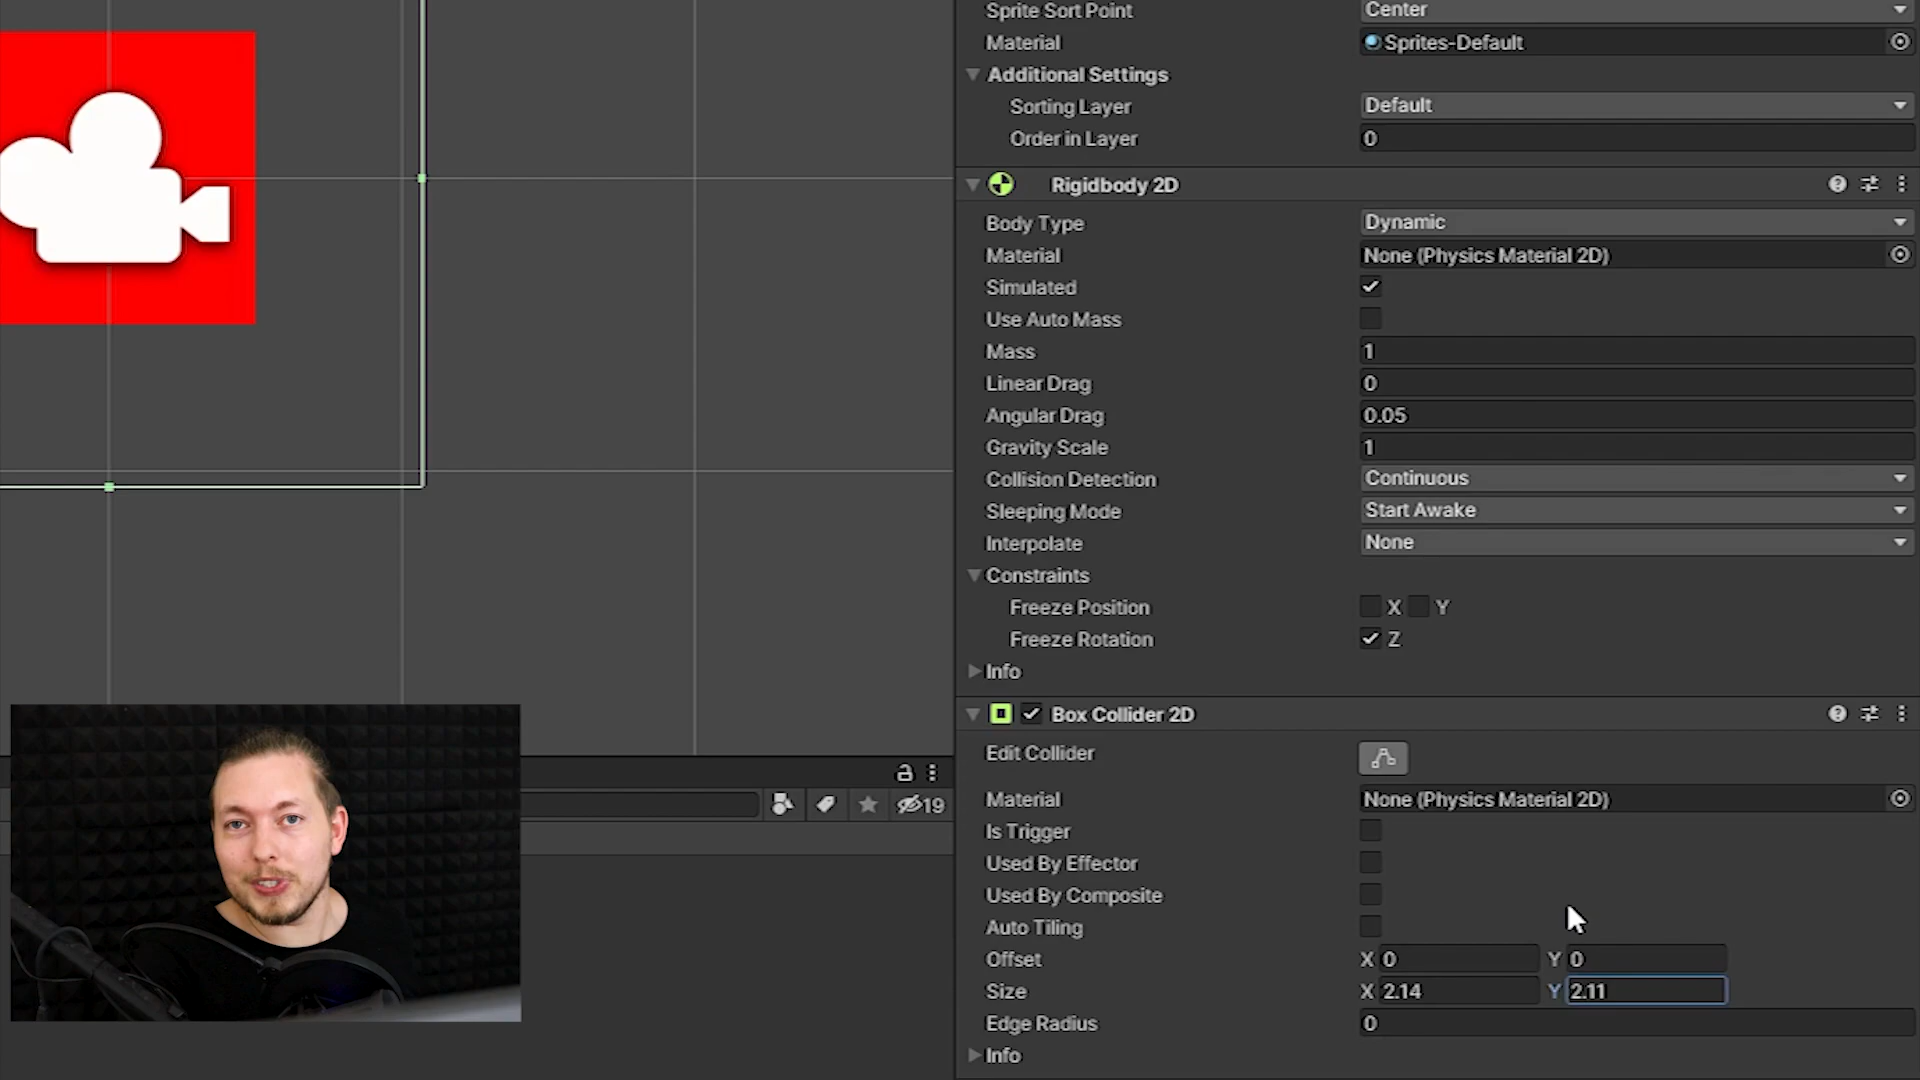 Sprite Sort Point Center
Material Sprites-Default
Additional Settings
Sorting Layer Default
Order in Layer 0
Rigidbody 2D
Body Type Dynamic
Material None (Physics Material 2D)
Simulated
Use Auto Mass
Mass 1
Linear Drag 0
Angular Drag 0.05
Gravity Scale 1
Collision Detection Continuous
Sleeping Mode Start Awake
Interpolate None
Constraints
Freeze Position X Y
Freeze Rotation Z
Info
Box Collider 2D
Edit Collider
Material None (Physics Material 2D)
Is Trigger
Used By Effector
Used By Composite
Auto Tiling
Offset X 0 Y 0
Size X 2.14 Y 2.11
Edge Radius 0
Info
19